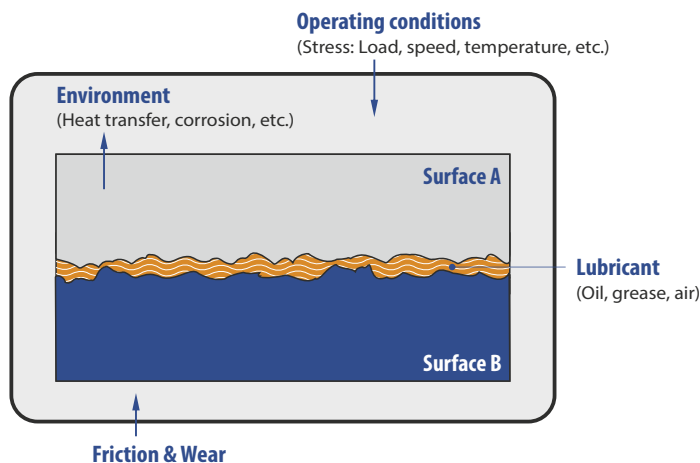 Operating conditions
(Stress: Load, speed, temperature, etc.)
Environment
(Heat transfer, corrosion, etc.)
Surface A
Lubricant
(Oil, grease, air)
Surface B
Friction & Wear